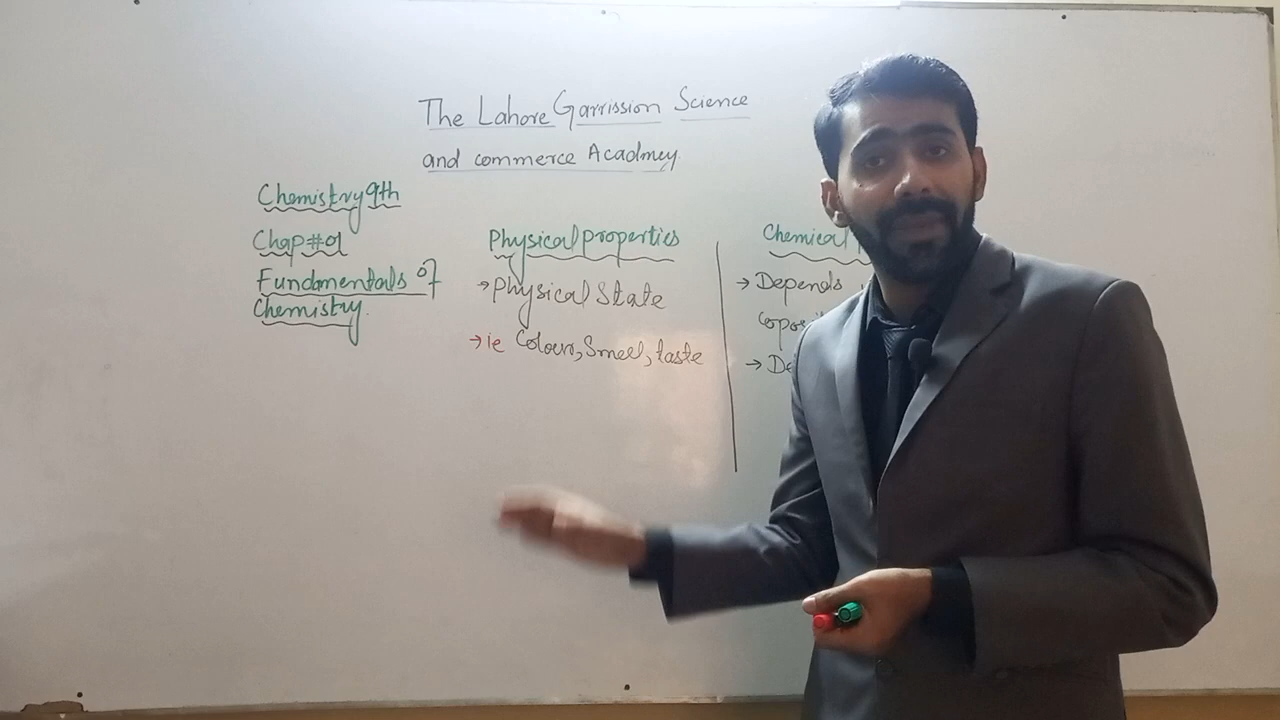 The Lahore Garrission Science
and commerce Acadmey
Chemistry 9th
Chap#01
Fundamentals of
Chemistry.
Physical properties
→Physical State
→ie Colour, Smell, taste
Chemical
→Depends
→De